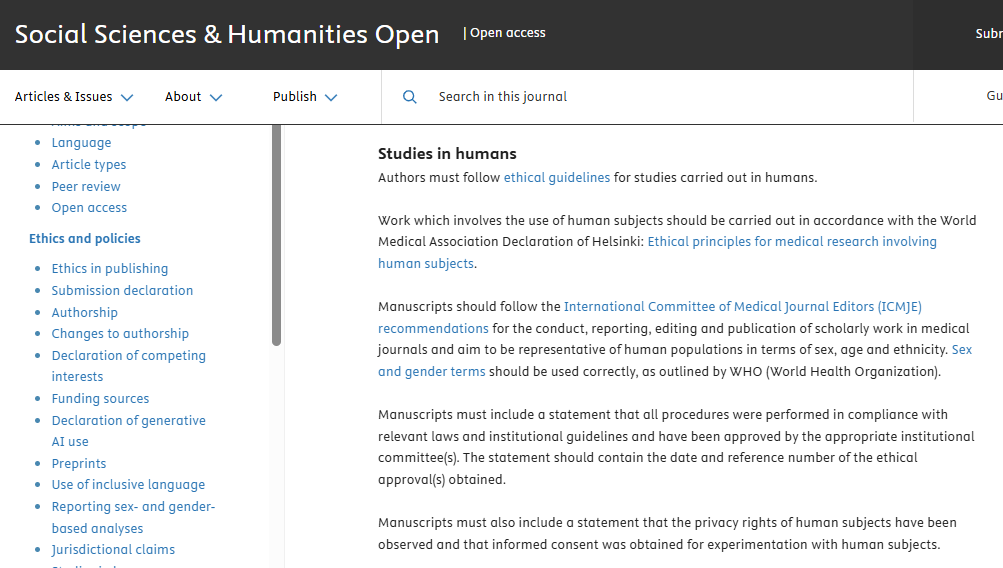 Social Sciences & Humanities Open | Open access
Articles & Issues About Publish Search in this journal
Language
Article types
Peer review
Open access
Ethics and policies
Ethics in publishing
Submission declaration
Authorship
Changes to authorship
Declaration of competing
interests
Funding sources
Declaration of generative
AI use
Preprints
Use of inclusive language
Reporting sex- and gender-
based analyses
Jurisdictional claims
Studies in humans
Authors must follow ethical guidelines for studies carried out in humans.
Work which involves the use of human subjects should be carried out in accordance with the World
Medical Association Declaration of Helsinki: Ethical principles for medical research involving
human subjects.
Manuscripts should follow the International Committee of Medical Journal Editors (ICMJE)
recommendations for the conduct, reporting, editing and publication of scholarly work in medical
journals and aim to be representative of human populations in terms of sex, age and ethnicity. Sex
and gender terms should be used correctly, as outlined by WHO (World Health Organization).
Manuscripts must include a statement that all procedures were performed in compliance with
relevant laws and institutional guidelines and have been approved by the appropriate institutional
committee(s). The statement should contain the date and reference number of the ethical
approval(s) obtained.
Manuscripts must also include a statement that the privacy rights of human subjects have been
observed and that informed consent was obtained for experimentation with human subjects.